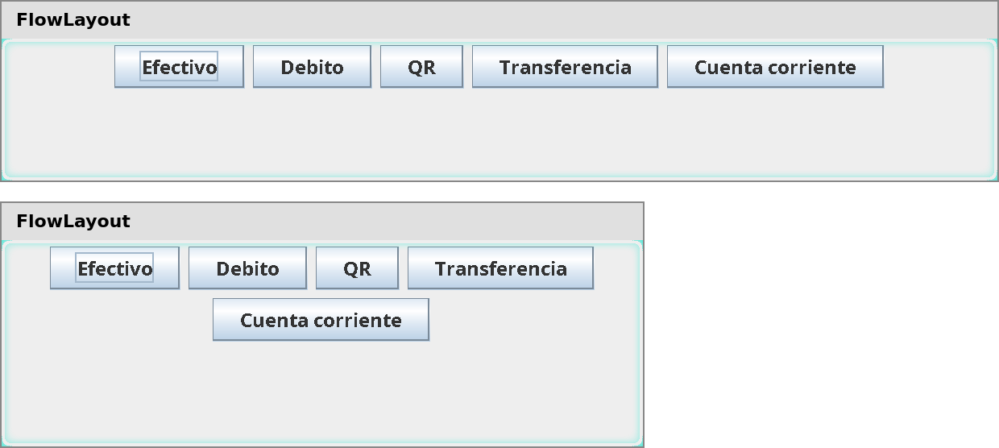 FlowLayout
Efectivo Debito QR Transferencia Cuenta corriente
FlowLayout
Efectivo Debito QR Transferencia
Cuenta corriente